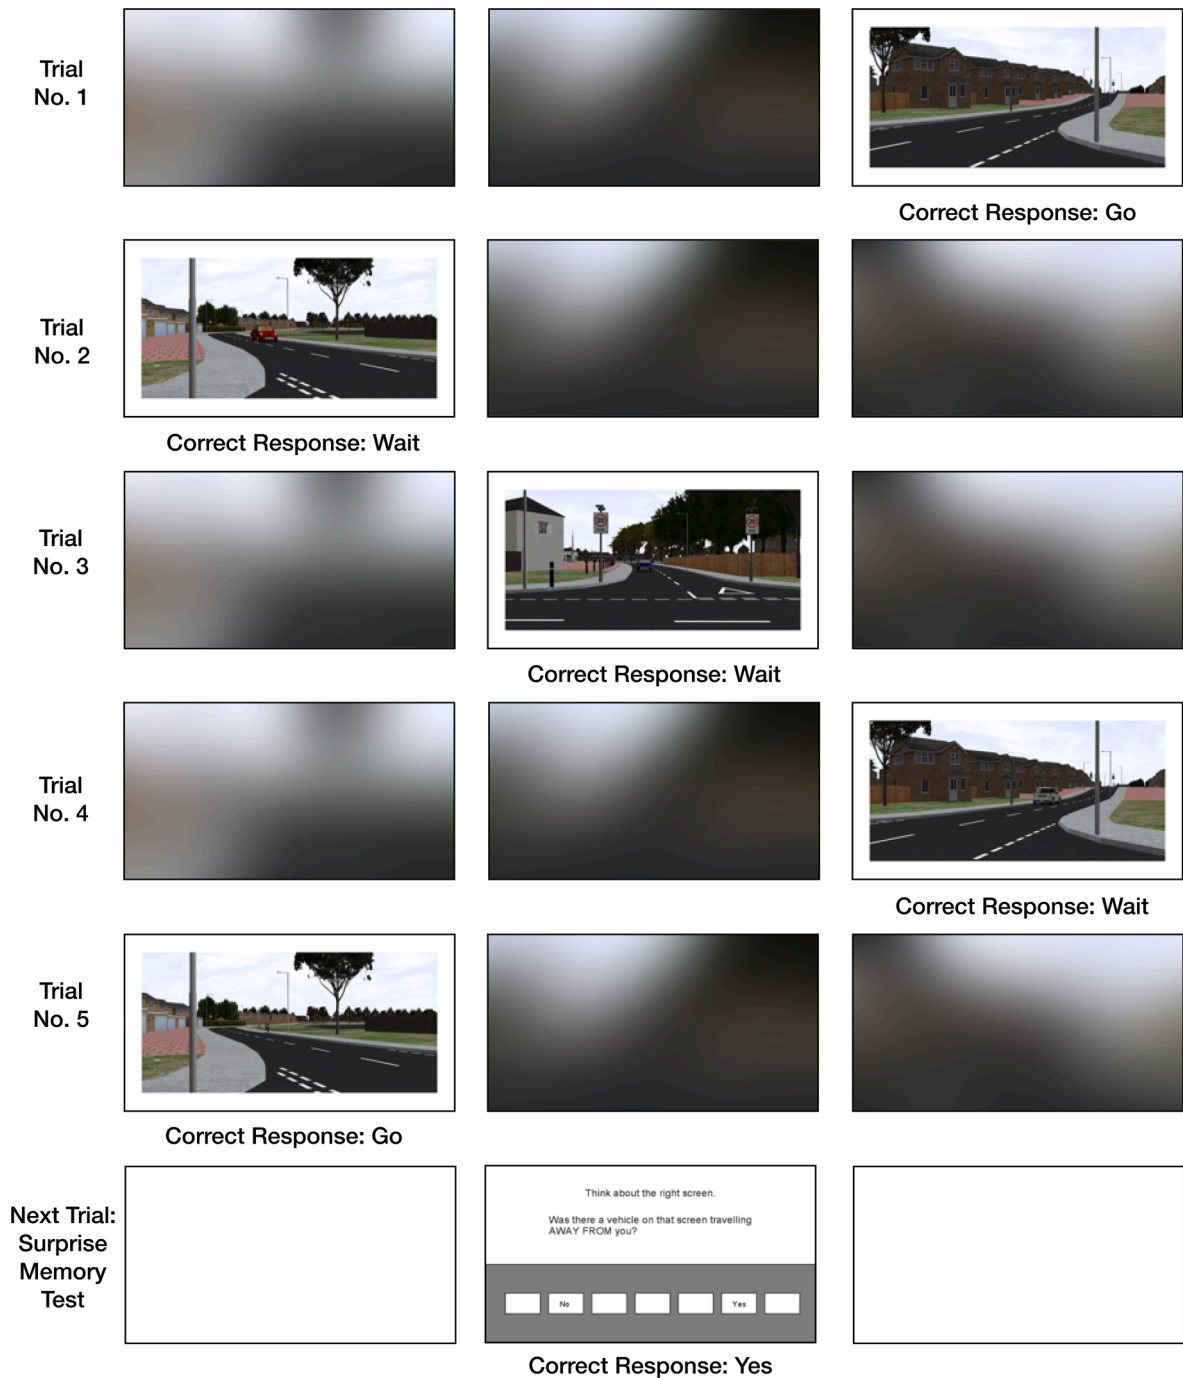 Trial
No. 1
Correct Response: Go
Trial
No. 2
Correct Response: Wait
Trial
No. 3
Correct Response: Wait
Trial
No. 4
Correct Response: Wait
Trial
No. 5
Correct Response: Go
Next Trial:
Surprise
Memory
Test
Think about the right screen.
Was there a vehicle on that screen travelling
AWAY FROM you?
No
Yes
Correct Response: Yes